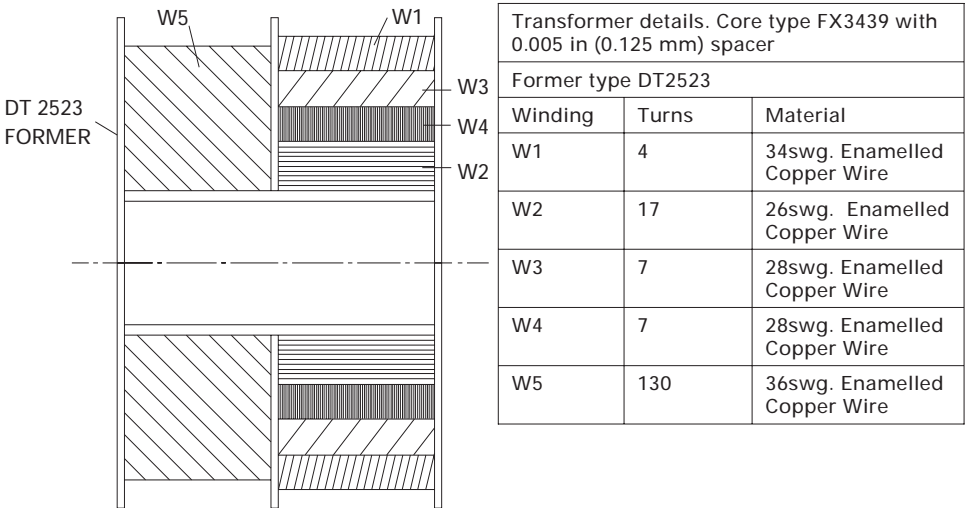 W5
W1
W3
DT 2523
FORMER
W4
W2
Transformer details. Core type FX3439 with
0.005 in (0.125 mm) spacer
Former type DT2523
Winding Turns Material
W1 4 34swg. Enamelled
Copper Wire
W2 17 26swg. Enamelled
Copper Wire
W3 7 28swg. Enamelled
Copper Wire
W4 7 28swg. Enamelled
Copper Wire
W5 130 36swg. Enamelled
Copper Wire